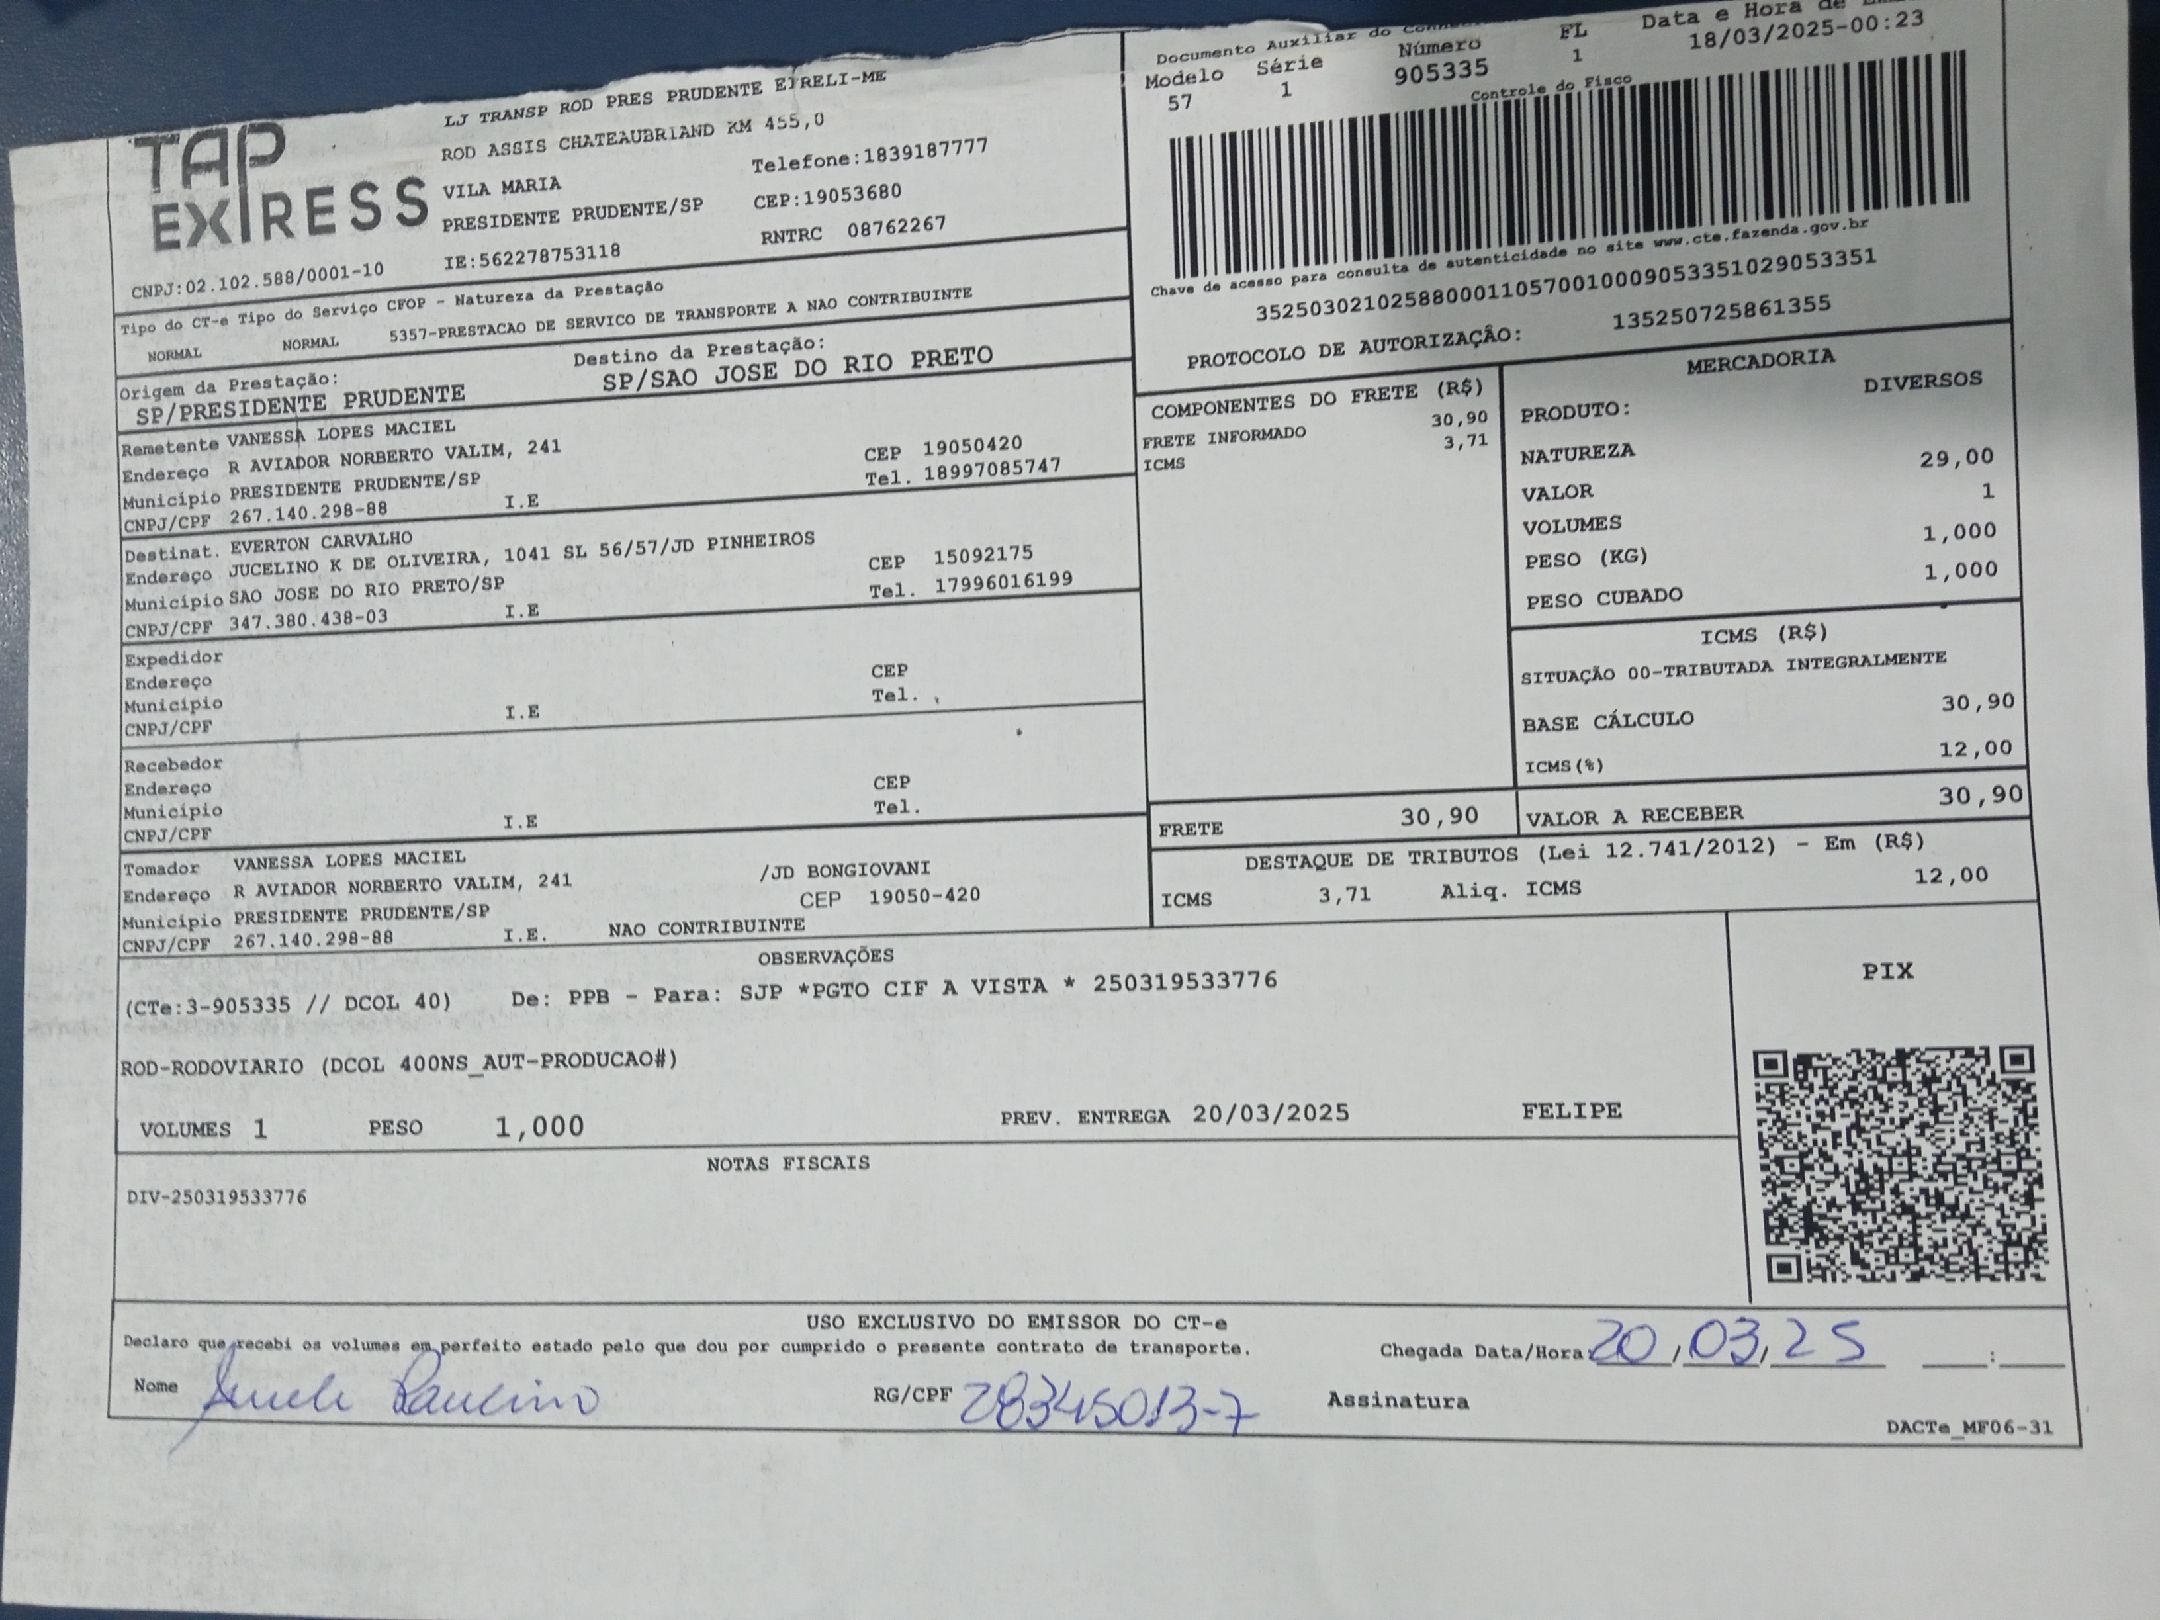 TAP
EXPRESS
LJ TRANSP ROD PRES PRUDENTE EIRELI-ME
ROD ASSIS CHATEAUBRIAND KM 455,0
VILA MARIA Telefone:1839187777
PRESIDENTE PRUDENTE/SP CEP:19053680
IE:562278753118 RNTRC 08762267
CNPJ:02.102.588/0001-10
Documento Auxiliar do
Modelo Série Número FL Data e Hora de
57 1 905335 1 18/03/2025-00:23
Controle do Fisco
Chave de acesso para consulta de autenticidade no site www.cte.fazenda.gov.br
35250302102588000110570010009053351029053351
PROTOCOLO DE AUTORIZAÇÃO: 135250725861355
Tipo do CT-e Tipo do Serviço CFOP - Natureza da Prestação
NORMAL NORMAL 5357-PRESTACAO DE SERVICO DE TRANSPORTE A NAO CONTRIBUINTE
Origem da Prestação: Destino da Prestação:
SP/PRESIDENTE PRUDENTE SP/SAO JOSE DO RIO PRETO
Remetente VANESSA LOPES MACIEL
Endereço R AVIADOR NORBERTO VALIM, 241 CEP 19050420
Município PRESIDENTE PRUDENTE/SP Tel. 18997085747
CNPJ/CPF 267.140.298-88 I.E
Destinat. EVERTON CARVALHO
Endereço JUCELINO K DE OLIVEIRA, 1041 SL 56/57/JD PINHEIROS CEP 15092175
Município SAO JOSE DO RIO PRETO/SP Tel. 17996016199
CNPJ/CPF 347.380.438-03 I.E
Expedidor
Endereço CEP
Município Tel.
CNPJ/CPF I.E
Recebedor
Endereço CEP
Município Tel.
CNPJ/CPF I.E
Tomador VANESSA LOPES MACIEL
Endereço R AVIADOR NORBERTO VALIM, 241 /JD BONGIOVANI
Município PRESIDENTE PRUDENTE/SP CEP 19050-420
CNPJ/CPF 267.140.298-88 I.E. NAO CONTRIBUINTE
COMPONENTES DO FRETE (R$)
FRETE INFORMADO 30,90
ICMS 3,71
MERCADORIA
PRODUTO: DIVERSOS
NATUREZA
VALOR 29,00
VOLUMES 1
PESO (KG) 1,000
PESO CUBADO 1,000
ICMS (R$)
SITUAÇÃO 00-TRIBUTADA INTEGRALMENTE
BASE CÁLCULO 30,90
ICMS(%) 12,00
FRETE 30,90 VALOR A RECEBER 30,90
DESTAQUE DE TRIBUTOS (Lei 12.741/2012) - Em (R$)
ICMS 3,71 Aliq. ICMS 12,00
OBSERVAÇÕES
(CTe:3-905335 // DCOL 40) De: PPB - Para: SJP *PGTO CIF A VISTA * 250319533776
ROD-RODOVIARIO (DCOL 400NS_AUT-PRODUCAO#)
VOLUMES 1 PESO 1,000 PREV. ENTREGA 20/03/2025 FELIPE
PIX
NOTAS FISCAIS
DIV-250319533776
USO EXCLUSIVO DO EMISSOR DO CT-e
Declaro que recebi os volumes em perfeito estado pelo que dou por cumprido o presente contrato de transporte. Chegada Data/Hora: 20/03/25 :
Nome Paulino RG/CPF 28345013-7 Assinatura
DACTe_MF06-31